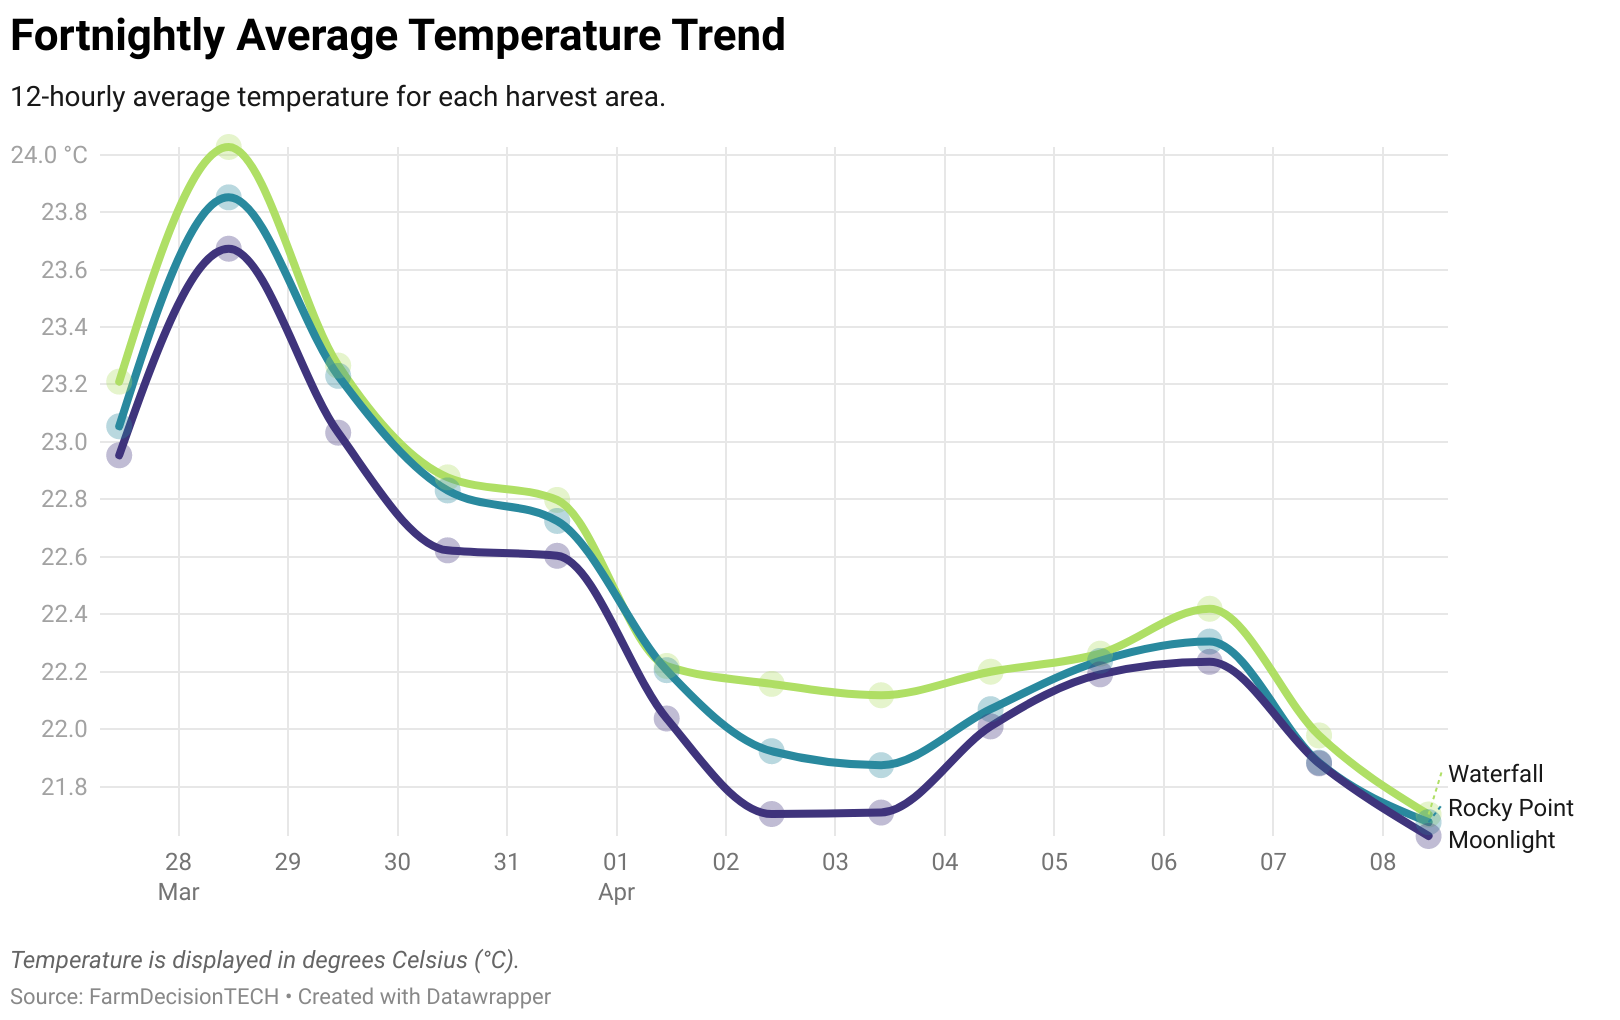 Fortnightly Average Temperature Trend
12-hourly average temperature for each harvest area.
24.0 °C
23.8
23.6
23.4
23.2
23.0
22.8
22.6
22.4
22.2
22.0
21.8
Waterfall
Rocky Point
Moonlight
28 29 30 31 01 02 03 04 05 06 07 08
Mar Apr
Temperature is displayed in degrees Celsius (°C).
Source: FarmDecisionTECH • Created with Datawrapper